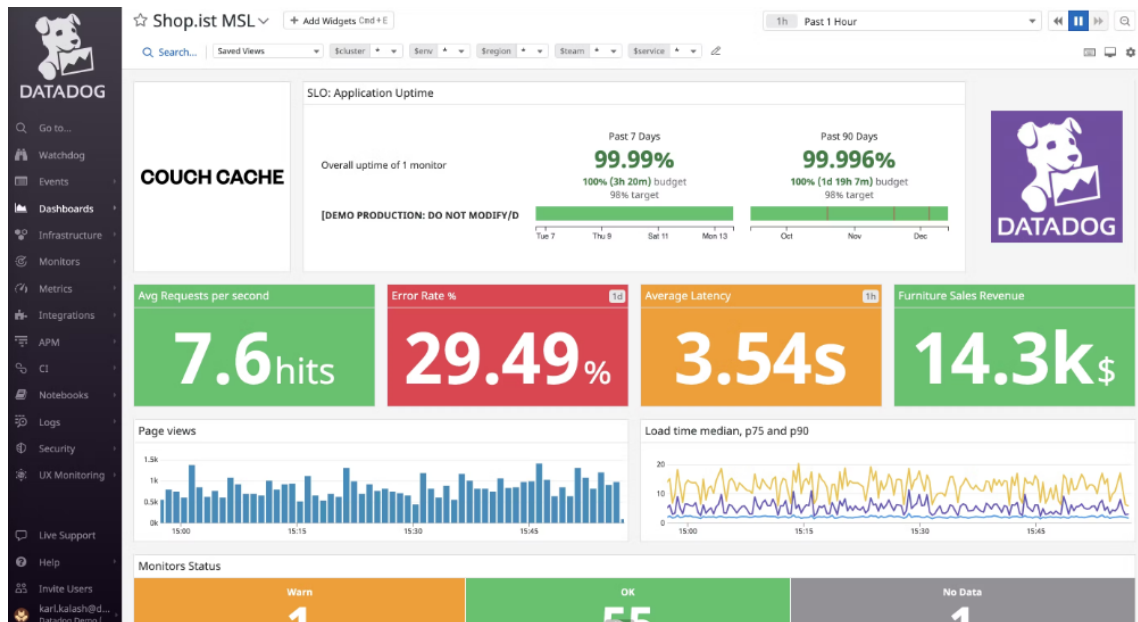 DATADOG
Go to...
Watchdog
Events
Dashboards
Infrastructure
Monitors
Metrics
Integrations
APM
CI
Notebooks
Logs
Security
UX Monitoring
Live Support
Help
Invite Users
karl.kalash@d...
Datadog Demo (
Shop.ist MSL
+ Add Widgets Cmd+E
1h Past 1 Hour
Search... Saved Views $cluster * $env * $region * $team * $service *
COUCH CACHE
SLO: Application Uptime
Past 7 Days Past 90 Days
Overall uptime of 1 monitor 99.99% 99.996%
100% (3h 20m) budget 100% (1d 19h 7m) budget
98% target 98% target
[DEMO PRODUCTION: DO NOT MODIFY/D
Tue 7 Thu 9 Sat 11 Mon 13 Oct Nov Dec
DATADOG
Avg Requests per second
7.6hits
Error Rate % 1d
29.49%
Average Latency 1h
3.54s
Furniture Sales Revenue
14.3k$
Page views
1.5k
1k
0.5k
0k
15:00 15:15 15:30 15:45
Load time median, p75 and p90
20
10
0
15:00 15:15 15:30 15:45
Monitors Status
Warn OK No Data
1 55 1